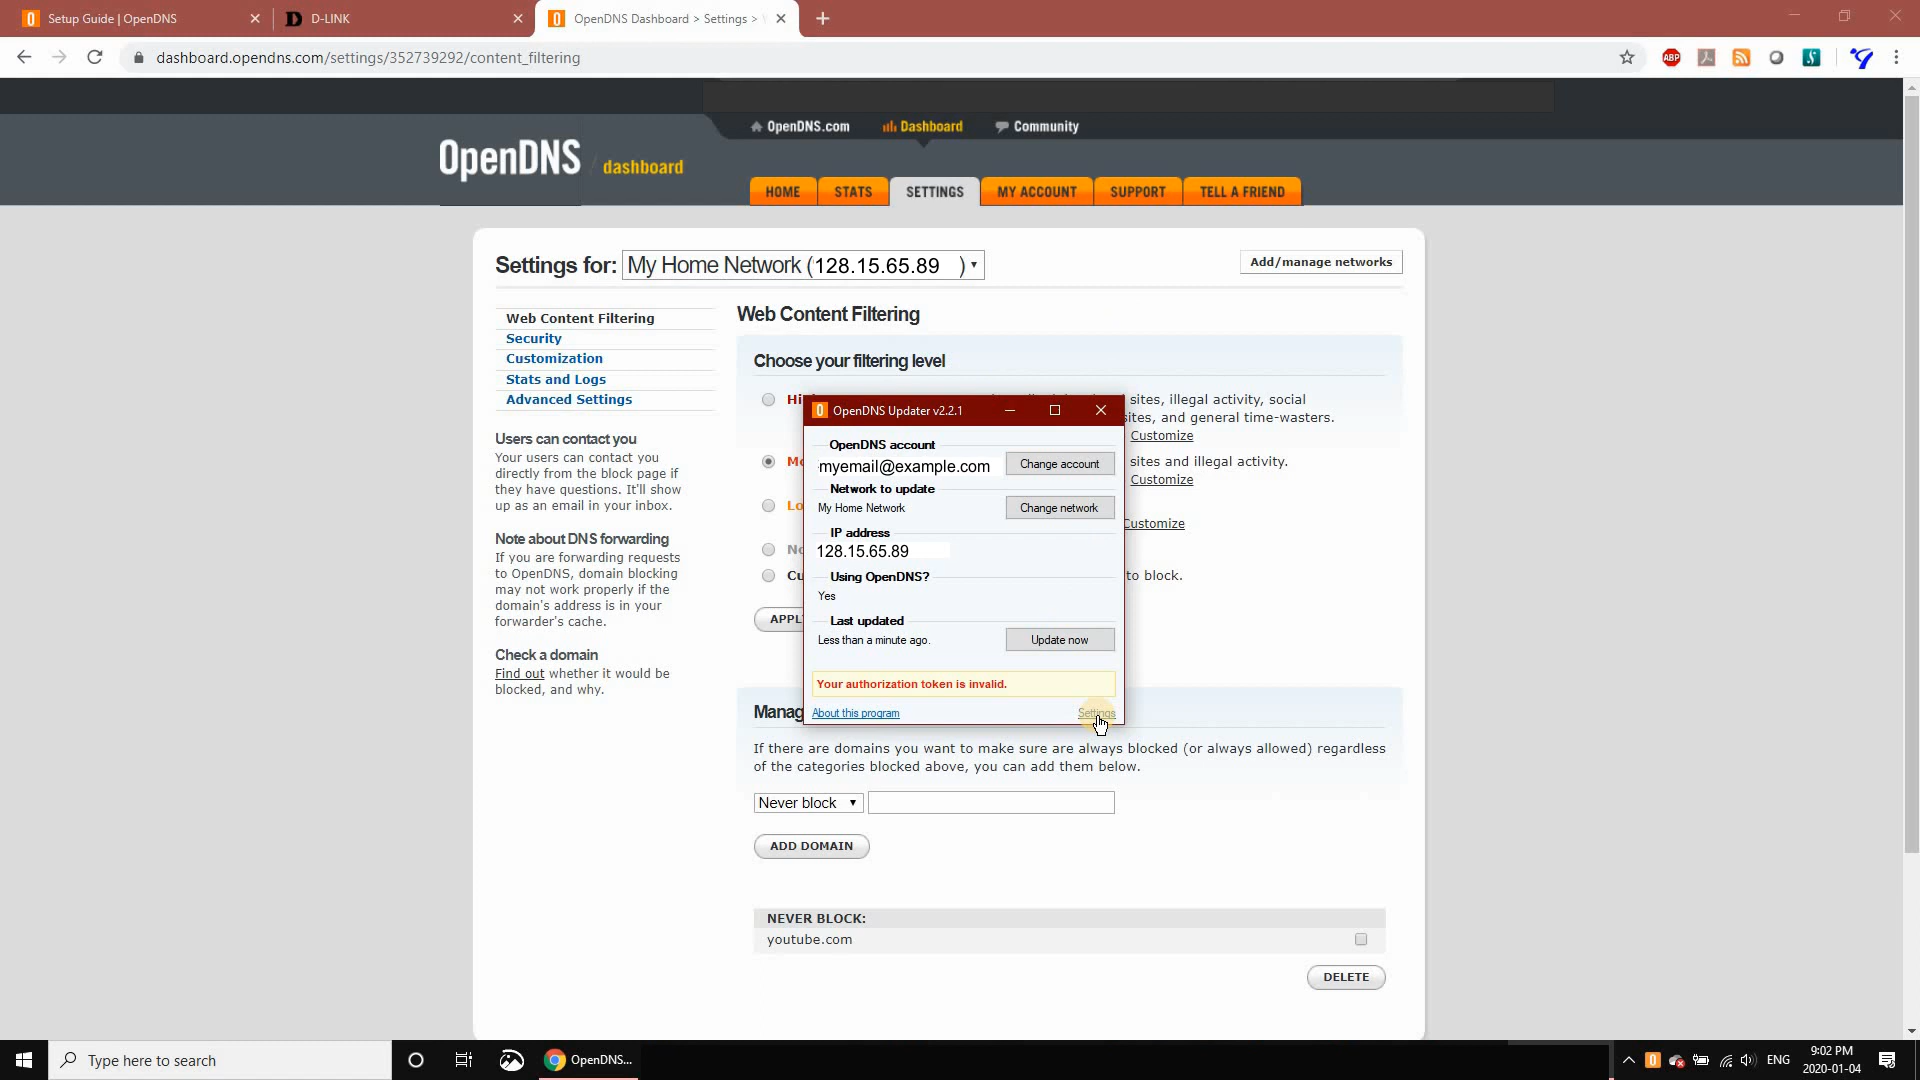 Setup Guide | OpenDNS
D-LINK
OpenDNS Dashboard > Settings >
dashboard.opendns.com/settings/352739292/content_filtering
ABP
OpenDNS.com
Dashboard
Community
OpenDNS / dashboard
HOME
STATS
SETTINGS
MY ACCOUNT
SUPPORT
TELL A FRIEND
Settings for: My Home Network (128.15.65.89 )
Add/manage networks
Web Content Filtering
Security
Customization
Stats and Logs
Advanced Settings
Users can contact you
Your users can contact you
directly from the block page if
they have questions. It'll show
up as an email in your inbox.
Note about DNS forwarding
If you are forwarding requests
to OpenDNS, domain blocking
may not work properly if the
domain's address is in your
forwarder's cache.
Check a domain
Find out whether it would be
blocked, and why.
Web Content Filtering
Choose your filtering level
sites, illegal activity, social
sites, and general time-wasters.
Customize
sites and illegal activity.
Customize
Lo
Customize
Cu
to block.
APPLY
OpenDNS Updater v2.2.1
OpenDNS account
myemail@example.com
Change account
Network to update
My Home Network
Change network
IP address
128.15.65.89
Using OpenDNS?
Yes
Last updated
Less than a minute ago.
Update now
Your authorization token is invalid.
About this program
Settings
Manag
If there are domains you want to make sure are always blocked (or always allowed) regardless
of the categories blocked above, you can add them below.
Never block
ADD DOMAIN
NEVER BLOCK:
youtube.com
DELETE
Type here to search
OpenDNS...
ENG
9:02 PM
2020-01-04